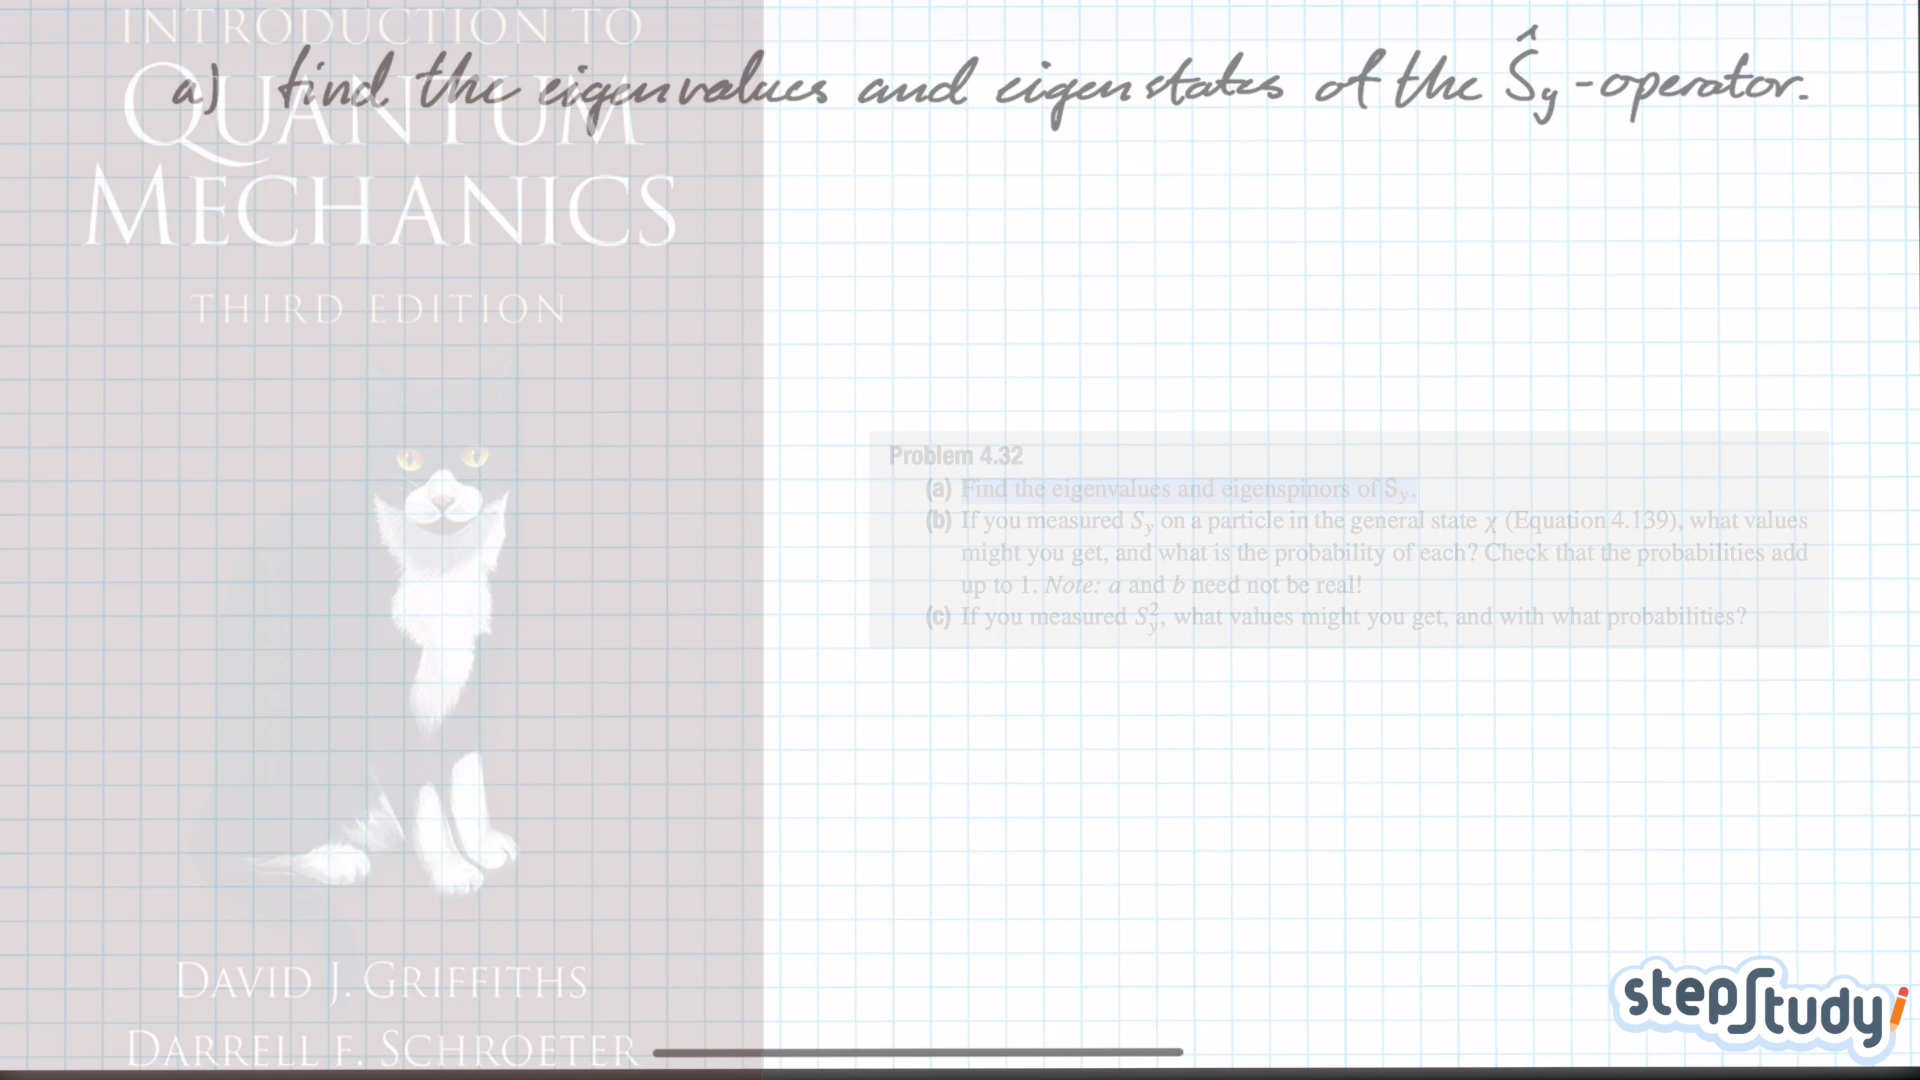 INTRODUCTION TO
a) find the eigenvalues and eigenstates of the Ŝy-operator.
QUANTUM
MECHANICS
THIRD EDITION
Problem 4.32
(a) Find the eigenvalues and eigenspinors of Sy.
(b) If you measured Sy on a particle in the general state χ (Equation 4.139), what values
might you get, and what is the probability of each? Check that the probabilities add
up to 1. Note: a and b need not be real!
(c) If you measured S²y, what values might you get, and with what probabilities?
DAVID J. GRIFFITHS
DARRELL F. SCHROETER
stepstudy